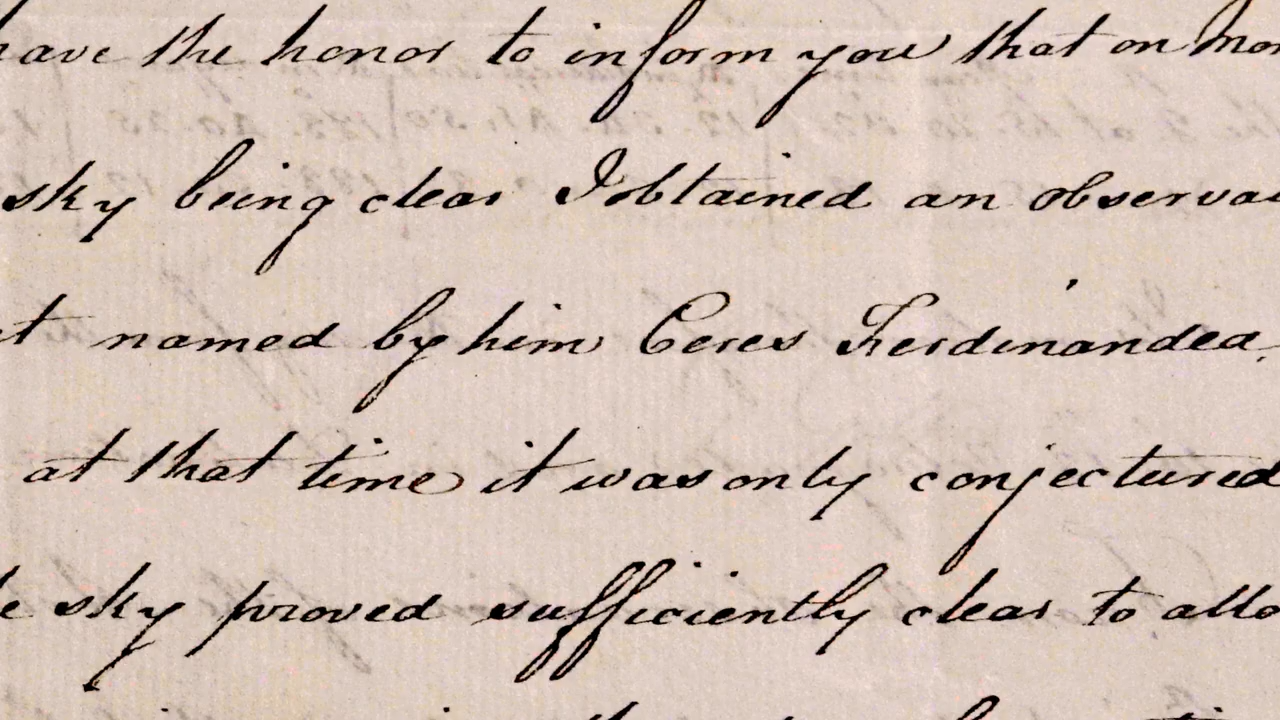 have the honor to inform you that on Mon
sky being clear I obtained an observa
t named by him Ceres Ferdinandea,
at that time it was only conjectured
e sky proved sufficiently clear to allo